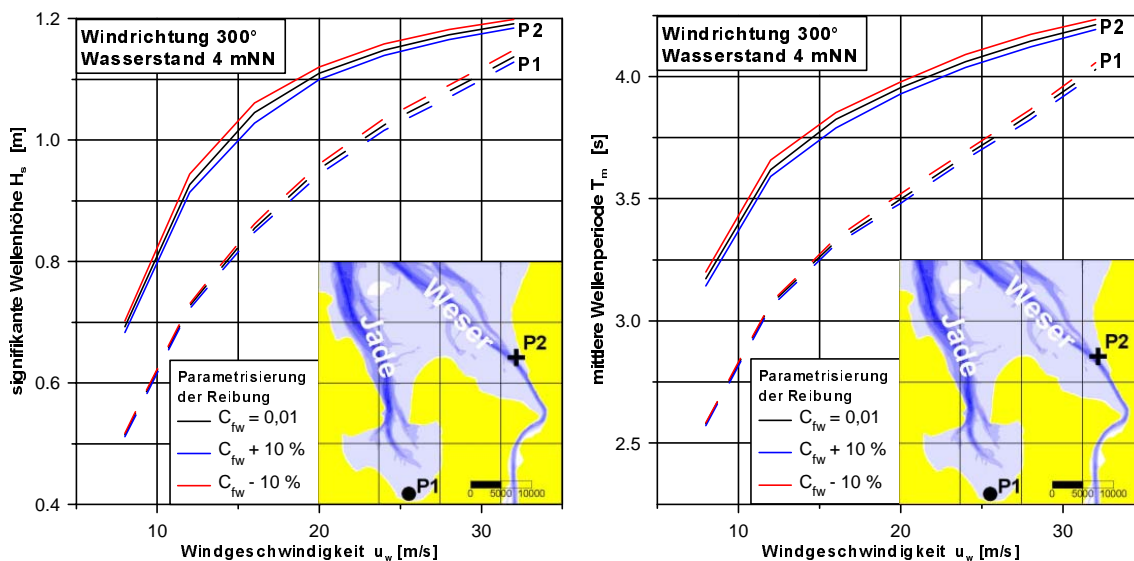 Windrichtung 300°
Wasserstand 4 mNN
P2
P1
signifikante Wellenhöhe Hs [m]
1.2
1.0
0.8
0.6
0.4
Parametrisierung
der Reibung
Cfw = 0,01
Cfw + 10 %
Cfw - 10 %
Jade
Weser
P2
P1
0
5000
10000
10
20
30
Windgeschwindigkeit uw [m/s]
Windrichtung 300°
Wasserstand 4 mNN
P2
P1
mittlere Wellenperiode Tm [s]
4.0
3.5
3.0
2.5
Parametrisierung
der Reibung
Cfw = 0,01
Cfw + 10 %
Cfw - 10 %
Jade
Weser
P2
P1
0
5000
10000
10
20
30
Windgeschwindigkeit uw [m/s]